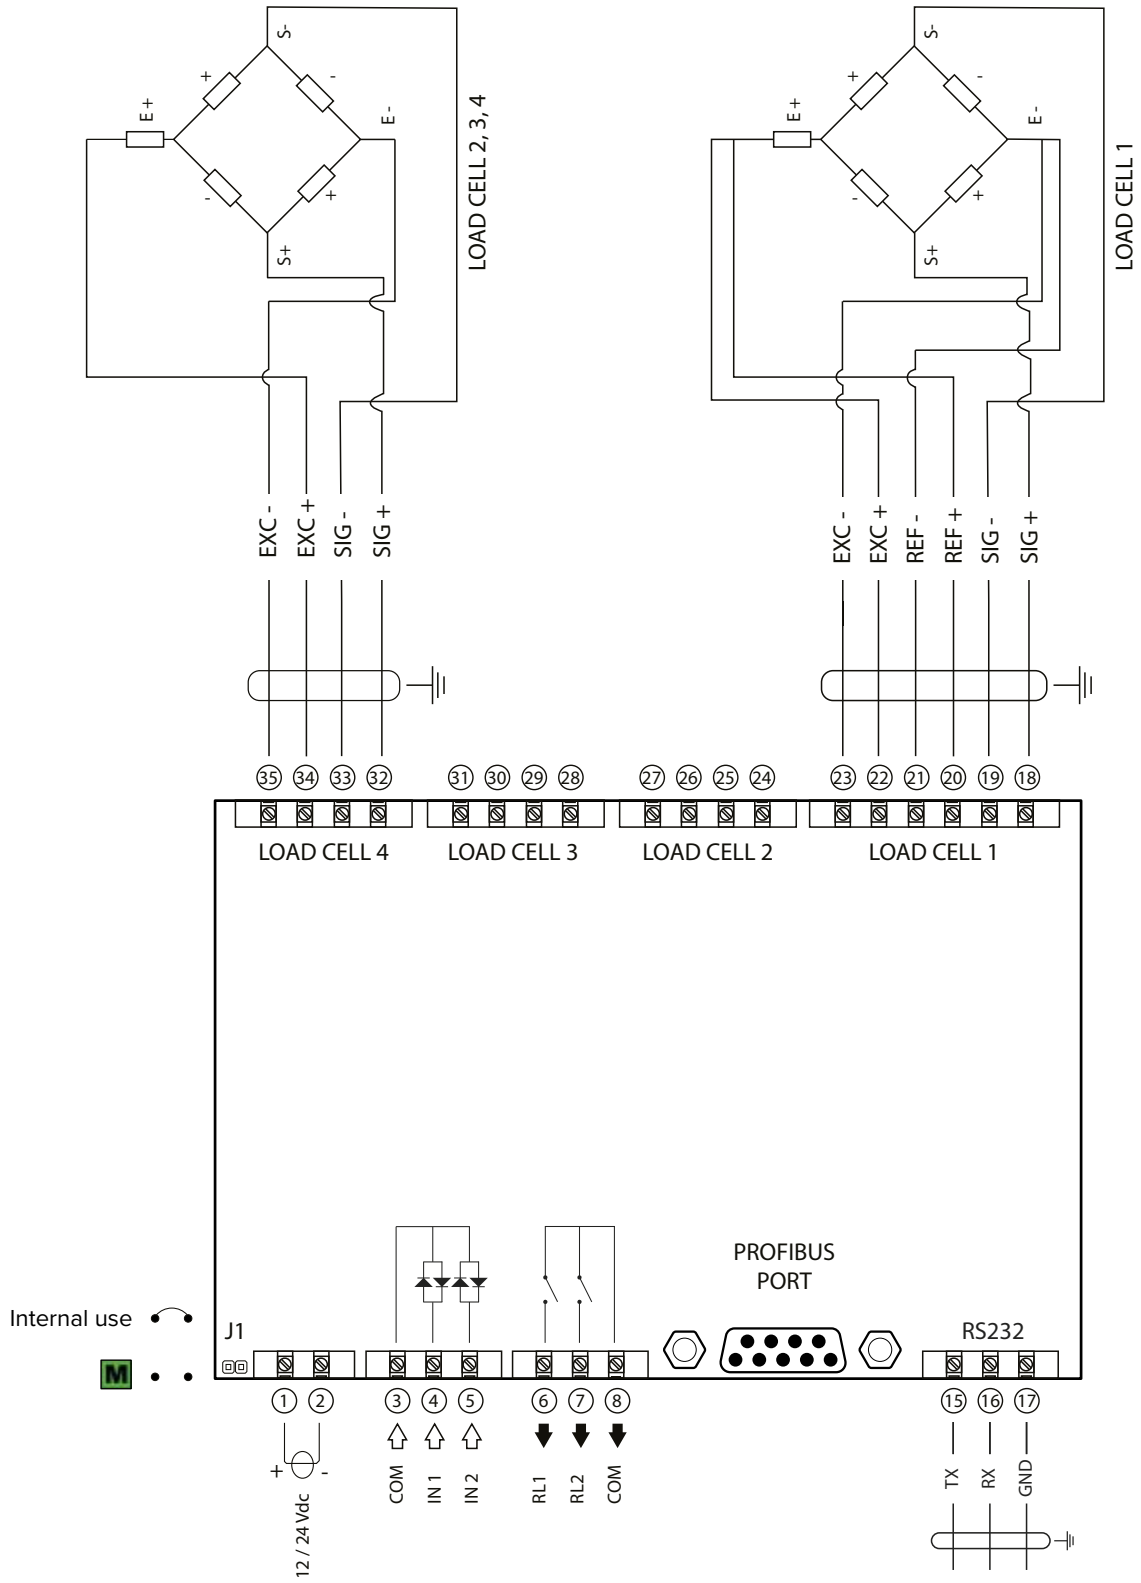 S-
+
-
E +
E -
-
+
S+
LOAD CELL 2, 3, 4
S-
+
-
E +
E -
-
+
S+
LOAD CELL 1
EXC -
EXC +
SIG -
SIG +
EXC -
EXC +
REF -
REF +
SIG -
SIG +
35 34 33 32 31 30 29 28 27 26 25 24 23 22 21 20 19 18
LOAD CELL 4 LOAD CELL 3 LOAD CELL 2 LOAD CELL 1
PROFIBUS
PORT
Internal use
J1
RS232
M
1 2 3 4 5 6 7 8 15 16 17
+ -
12 / 24 Vdc
COM
IN 1
IN 2
RL1
RL2
COM
TX
RX
GND